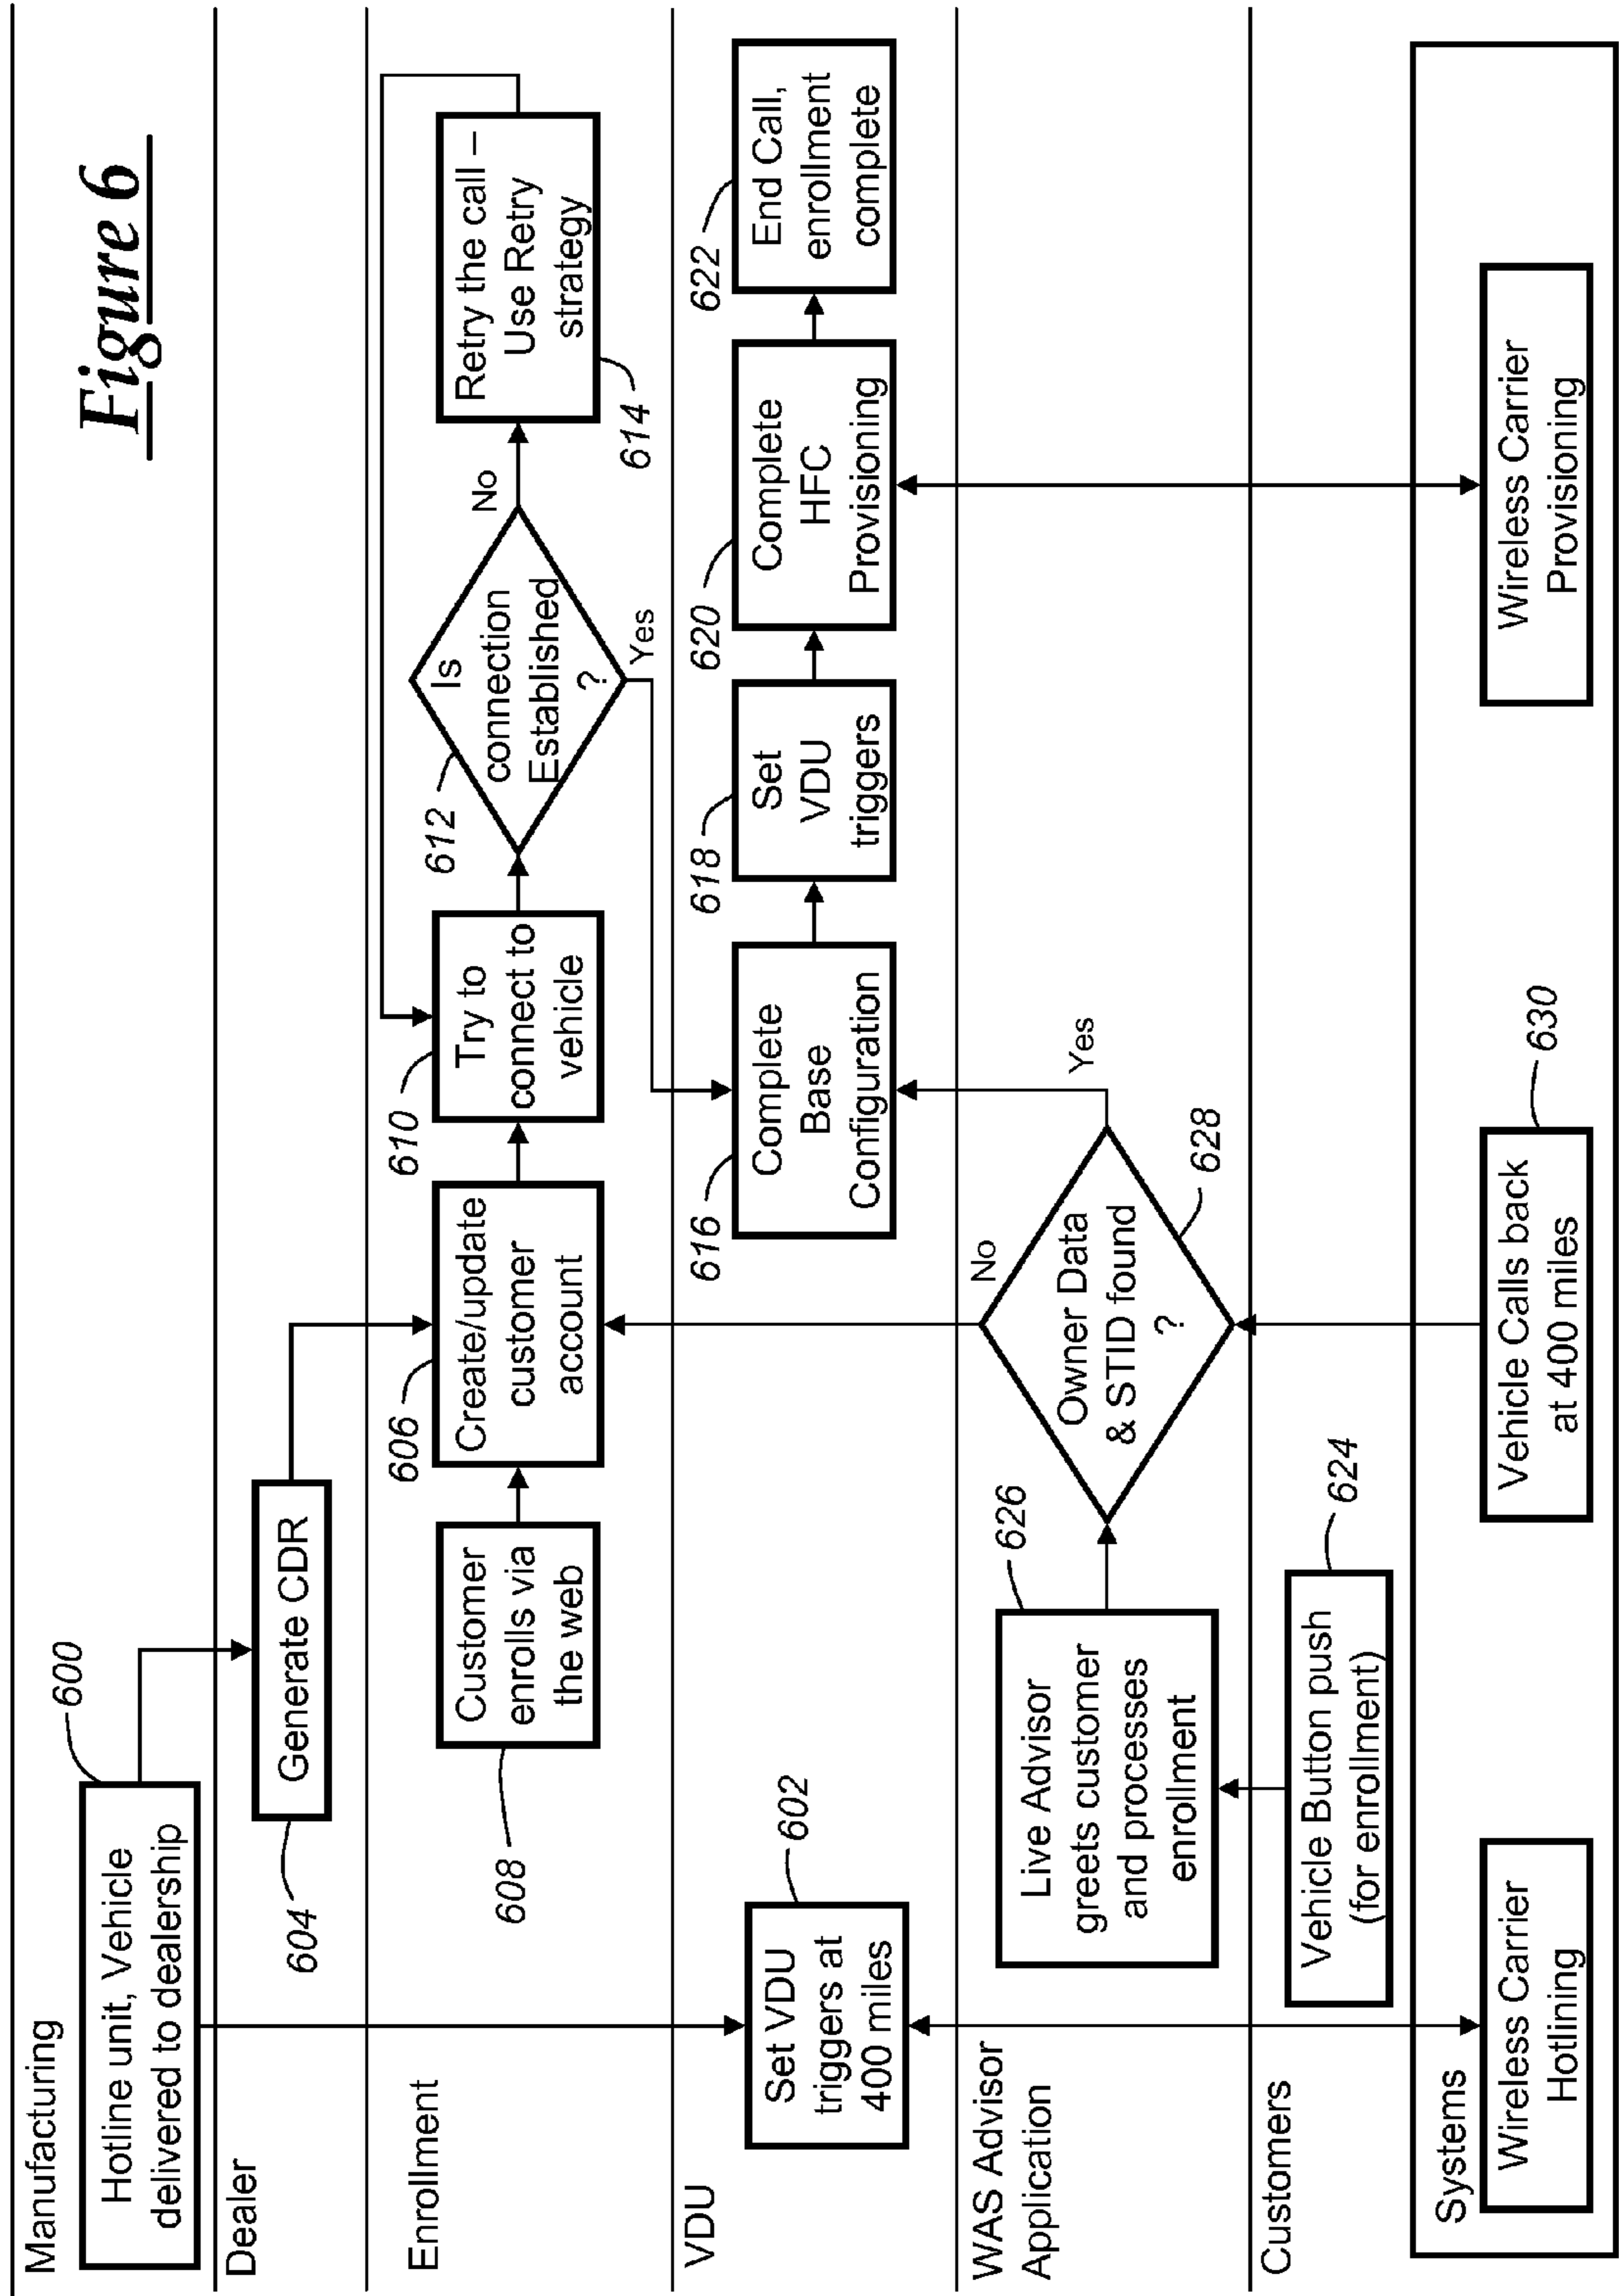 Figure 6
Manufacturing
600
Hotline unit, Vehicle
delivered to dealership
Dealer
604
Generate CDR
Enrollment
608
Customer
enrolls via
the web
606
Create/update
customer
account
610
Try to
connect to
vehicle
612
Is
connection
Established
?
No
Yes
Retry the call –
Use Retry
strategy
614
VDU
602
Set VDU
triggers at
400 miles
616
Complete
Base
Configuration
618
Set
VDU
triggers
620
Complete
HFC
Provisioning
622
End Call,
enrollment
complete
WAS Advisor
Application
626
Live Advisor
greets customer
and processes
enrollment
No
Owner Data
& STID found
?
Yes
628
Customers
624
Vehicle Button push
(for enrollment)
Systems
Wireless Carrier
Hotlining
630
Vehicle Calls back
at 400 miles
Wireless Carrier
Provisioning